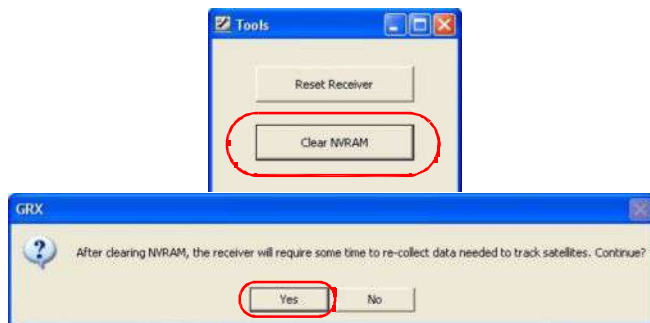 Tools
Reset Receiver
Clear NVRAM
GRX
After clearing NVRAM, the receiver will require some time to re-collect data needed to track satellites. Continue?
Yes
No